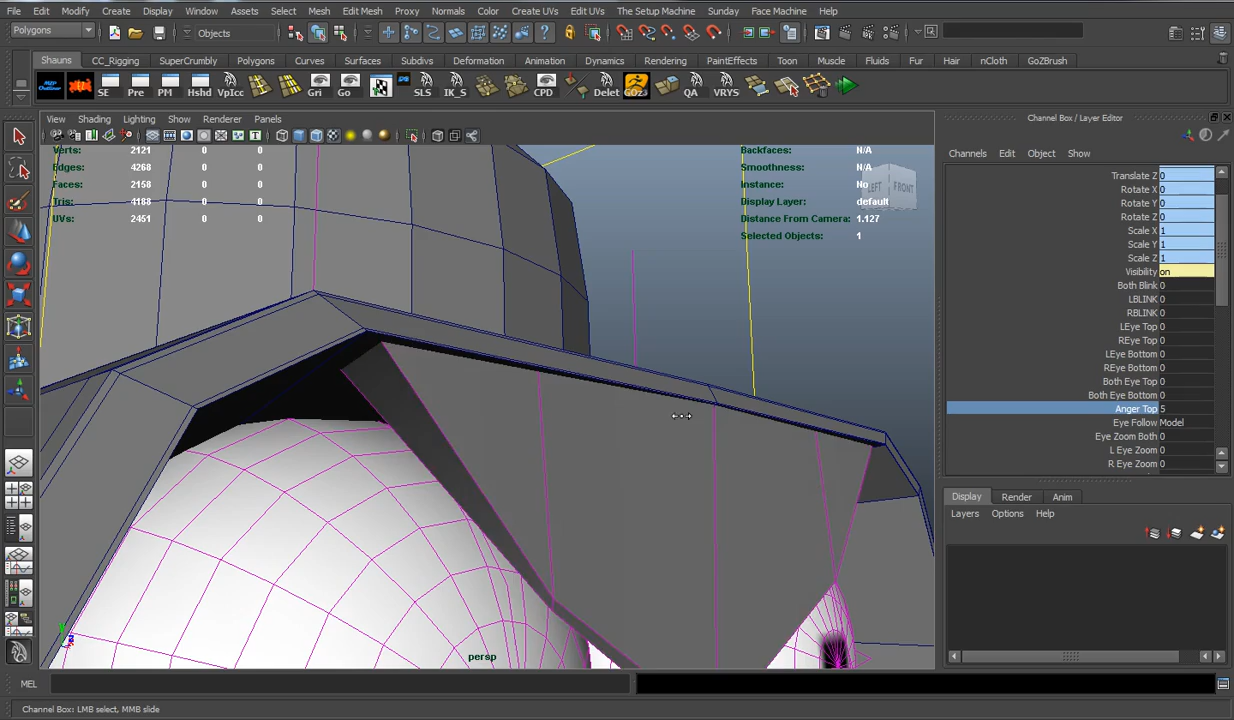 File Edit Modify Create Display Window Assets Select Mesh Edit Mesh Proxy Normals Color Create UVs Edit UVs The Setup Machine Sunday Face Machine Help
Polygons Objects
Shauns CC_Rigging SuperCrumbly Polygons Curves Surfaces Subdivs Deformation Animation Dynamics Rendering PaintEffects Toon Muscle Fluids Fur Hair nCloth GoZBrush
SE Pre PM Hshd VpIcc Gri Go SLS IK_S CPD Delet GOz QA VRYS
View Shading Lighting Show Renderer Panels
Verts: 2121 0 0
Edges: 4268 0 0
Faces: 2158 0 0
Tris: 4188 0 0
UVs: 2451 0 0
Backfaces: N/A
Smoothness: N/A
Instance: No
Display Layer: default
Distance From Camera: 1.127
Selected Objects: 1
LEFT FRONT
persp
Channel Box / Layer Editor
Channels Edit Object Show
Translate Z 0
Rotate X 0
Rotate Y 0
Rotate Z 0
Scale X 1
Scale Y 1
Scale Z 1
Visibility on
Both Blink 0
LBLINK 0
RBLINK 0
LEye Top 0
REye Top 0
LEye Bottom 0
REye Bottom 0
Both Eye Top 0
Both Eye Bottom 0
Anger Top 5
Eye Follow Model
Eye Zoom Both 0
L Eye Zoom 0
R Eye Zoom 0
Display Render Anim
Layers Options Help
MEL
Channel Box: LMB select, MMB slide